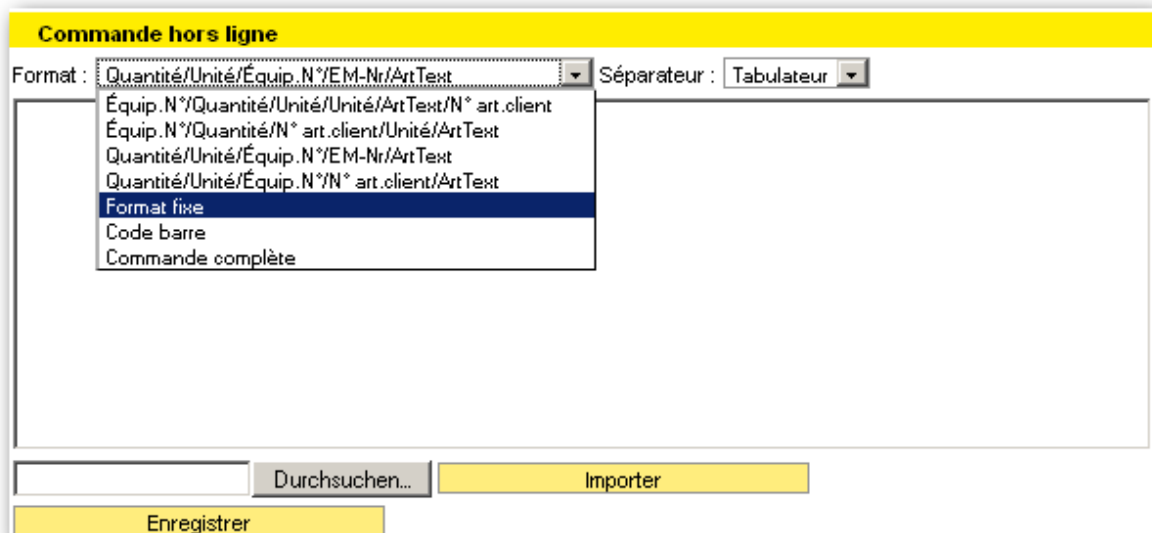 Commande hors ligne
Format : Quantité/Unité/Équip.N°/EM-Nr/ArtText Séparateur : Tabulateur
Équip.N°/Quantité/Unité/Unité/ArtText/N° art.client
Équip.N°/Quantité/N° art.client/Unité/ArtText
Quantité/Unité/Équip.N°/EM-Nr/ArtText
Quantité/Unité/Équip.N°/N° art.client/ArtText
Format fixe
Code barre
Commande complète
Durchsuchen... Importer
Enregistrer